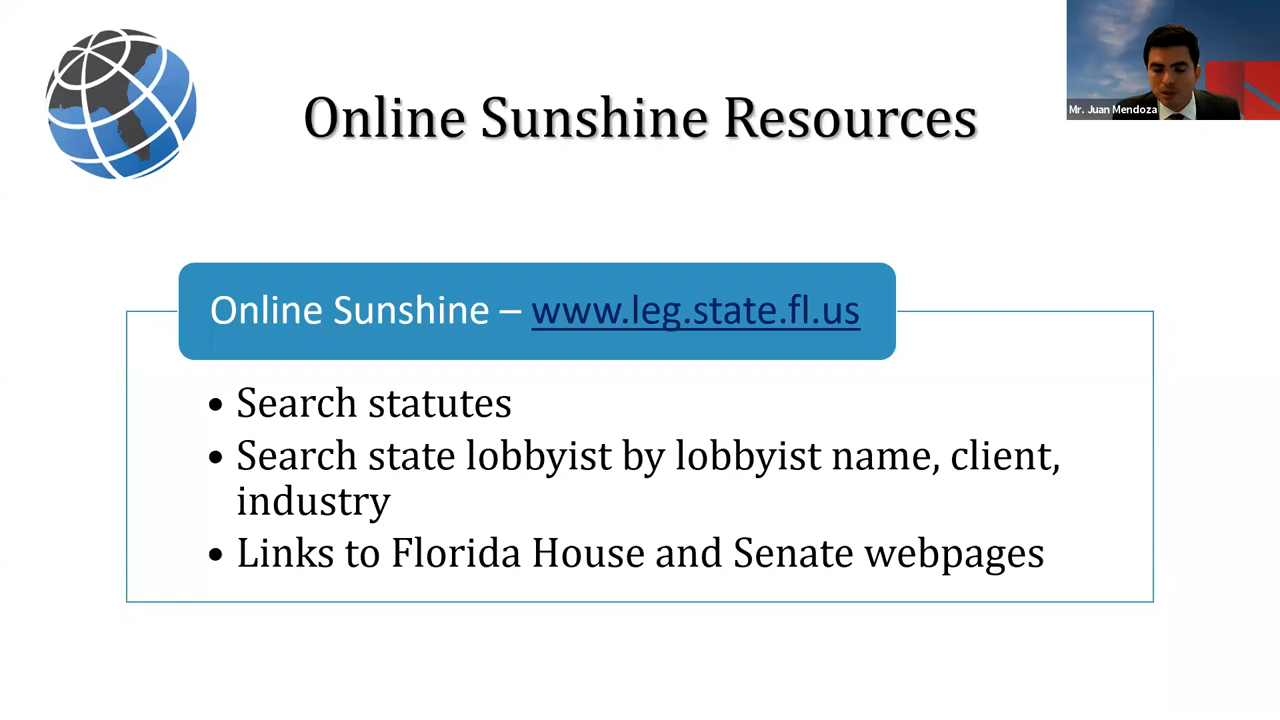 Online Sunshine Resources
Mr. Juan Mendoza
Online Sunshine – www.leg.state.fl.us
• Search statutes
• Search state lobbyist by lobbyist name, client,
industry
• Links to Florida House and Senate webpages